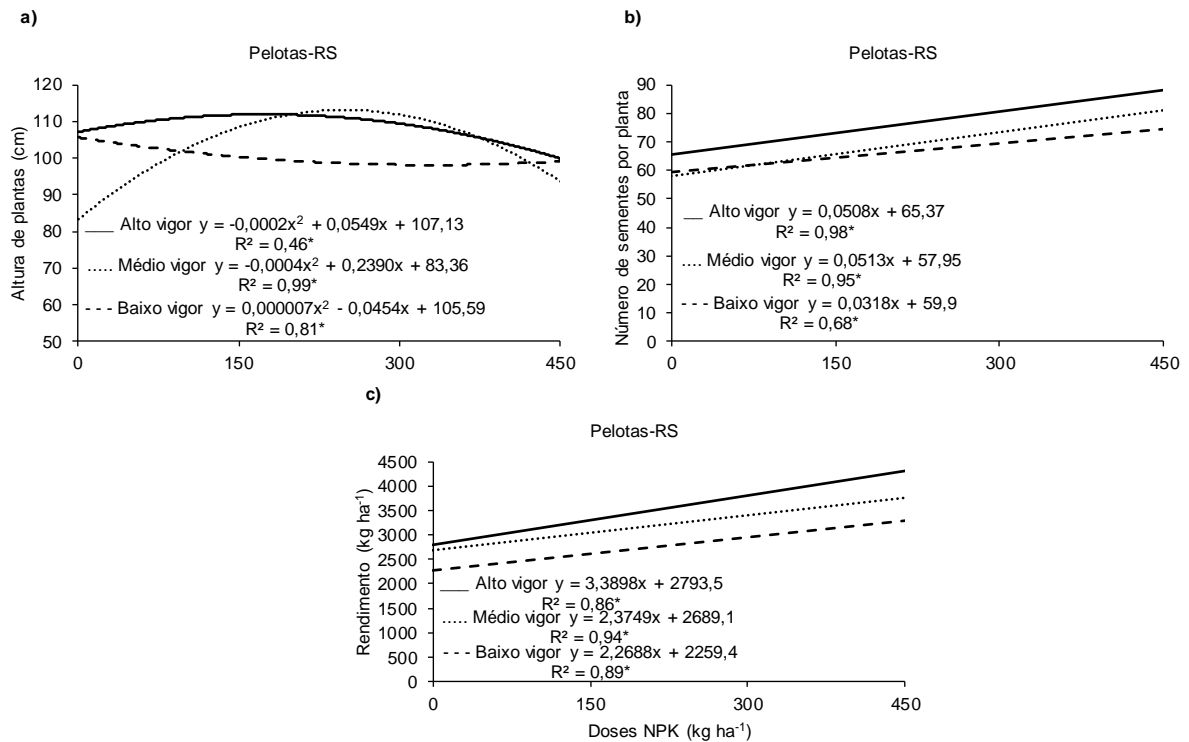 a)
Pelotas-RS
Altura de plantas (cm)
120
110
100
90
80
70
60
50
Alto vigor y = -0,0002x² + 0,0549x + 107,13
R² = 0,46*
Médio vigor y = -0,0004x² + 0,2390x + 83,36
R² = 0,99*
Baixo vigor y = 0,000007x² - 0,0454x + 105,59
R² = 0,81*
0 150 300 450
b)
Pelotas-RS
Número de sementes por planta
90
80
70
60
50
40
30
20
10
0
Alto vigor y = 0,0508x + 65,37
R² = 0,98*
Médio vigor y = 0,0513x + 57,95
R² = 0,95*
Baixo vigor y = 0,0318x + 59,9
R² = 0,68*
0 150 300 450
c)
Pelotas-RS
Rendimento (kg ha⁻¹)
4500
4000
3500
3000
2500
2000
1500
1000
500
0
Alto vigor y = 3,3898x + 2793,5
R² = 0,86*
Médio vigor y = 2,3749x + 2689,1
R² = 0,94*
Baixo vigor y = 2,2688x + 2259,4
R² = 0,89*
0 150 300 450
Doses NPK (kg ha⁻¹)